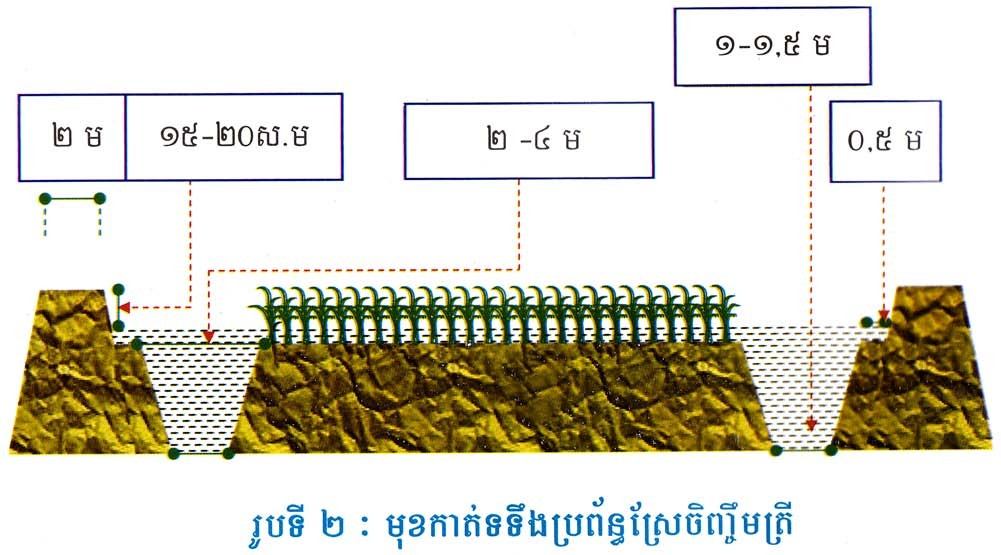 ១-១,៥ ម
២ ម
១៥-២០ស.ម
២ -៤ ម
០,៥ ម
រូបទី ២ : មុខកាត់ទទឹងប្រព័ន្ធស្រែចិញ្ចឹមត្រី